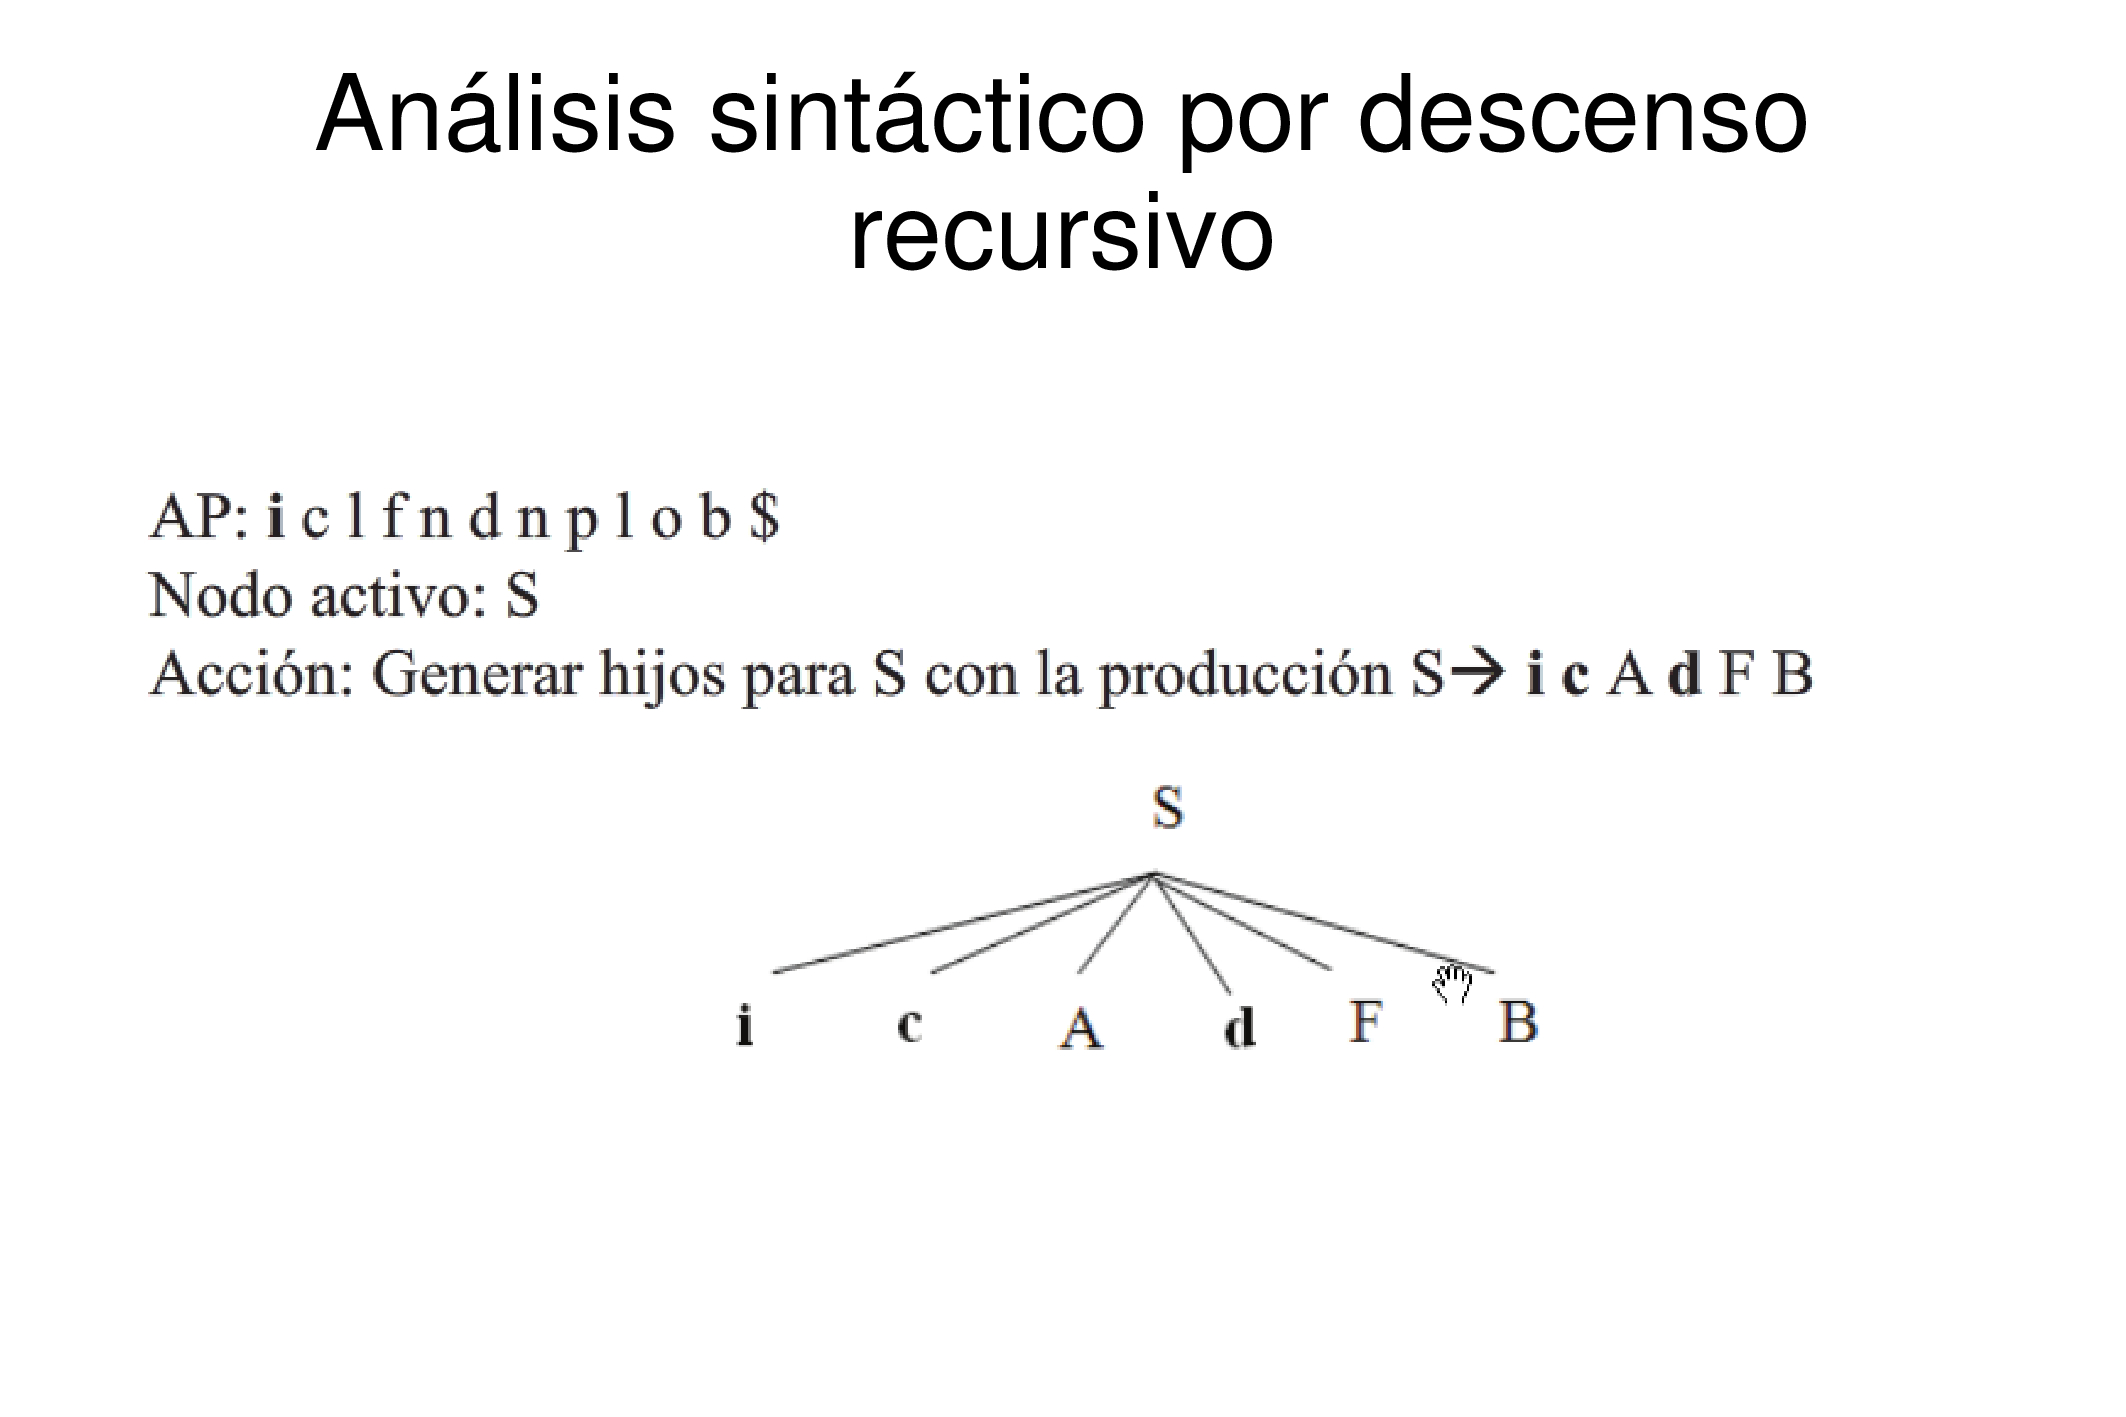 Análisis sintáctico por descenso
recursivo
AP: i c l f n d n p l o b $
Nodo activo: S
Acción: Generar hijos para S con la producción S→ i c A d F B
S
i c A d F B